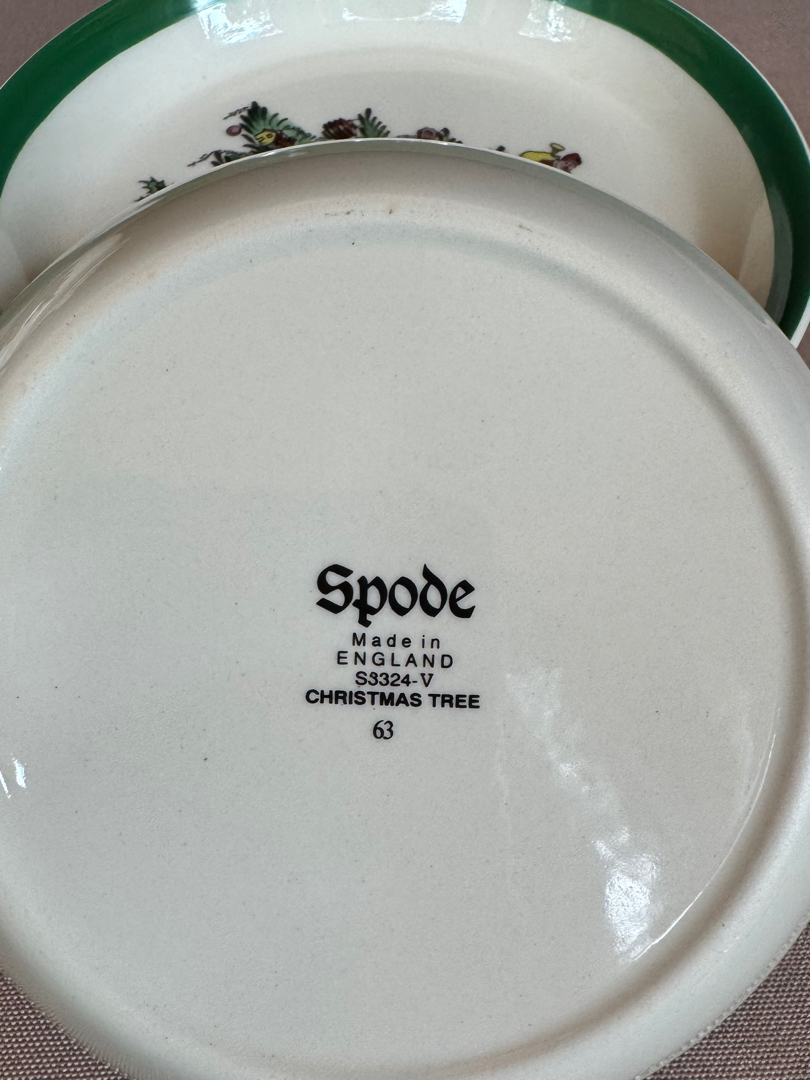 Spode
Made in
ENGLAND
S3324-V
CHRISTMAS TREE
63